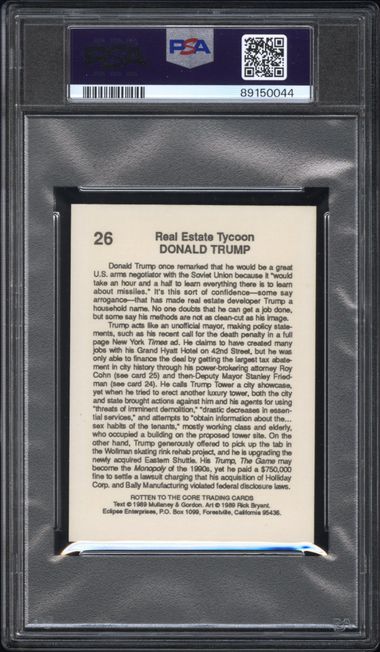 PSA
PSA
89150044
26
Real Estate Tycoon
DONALD TRUMP
Donald Trump once remarked that he would be a great
U.S. arms negotiator with the Soviet Union because it "would
take an hour and a half to learn everything there is to learn
about missiles." It's this sort of confidence—some say
arrogance—that has made real estate developer Trump a
household name. No one doubts that he can get a job done,
but some say his methods are not as clean-cut as his image.
Trump acts like an unofficial mayor, making policy state-
ments, such as his recent call for the death penalty in a full
page New York Times ad. He claims to have created many
jobs with his Grand Hyatt Hotel on 42nd Street, but he was
only able to finance the deal by getting the largest tax abate-
ment in city history through his power-brokering attorney Roy
Cohn (see card 25) and then-Deputy Mayor Stanley Fried-
man (see card 24). He calls Trump Tower a city showcase,
yet when he tried to erect another luxury tower, both the city
and state brought actions against him and his agents for using
"threats of imminent demolition," "drastic decreases in essen-
tial services," and attempts to "obtain information about the...
sex habits of the tenants," mostly working class and elderly,
who occupied a building on the proposed tower site. On the
other hand, Trump generously offered to pick up the tab in
the Wollman skating rink rehab project, and he is upgrading the
newly acquired Eastern Shuttle. His Trump, The Game may
become the Monopoly of the 1990s, yet he paid a $750,000
fine to settle a lawsuit charging that his acquisition of Holliday
Corp. and Bally Manufacturing violated federal disclosure laws.
ROTTEN TO THE CORE TRADING CARDS
Text © 1989 Mullaney & Gordon. Art © 1989 Rick Bryant.
Eclipse Enterprises, P.O. Box 1099, Forestville, California 95436.